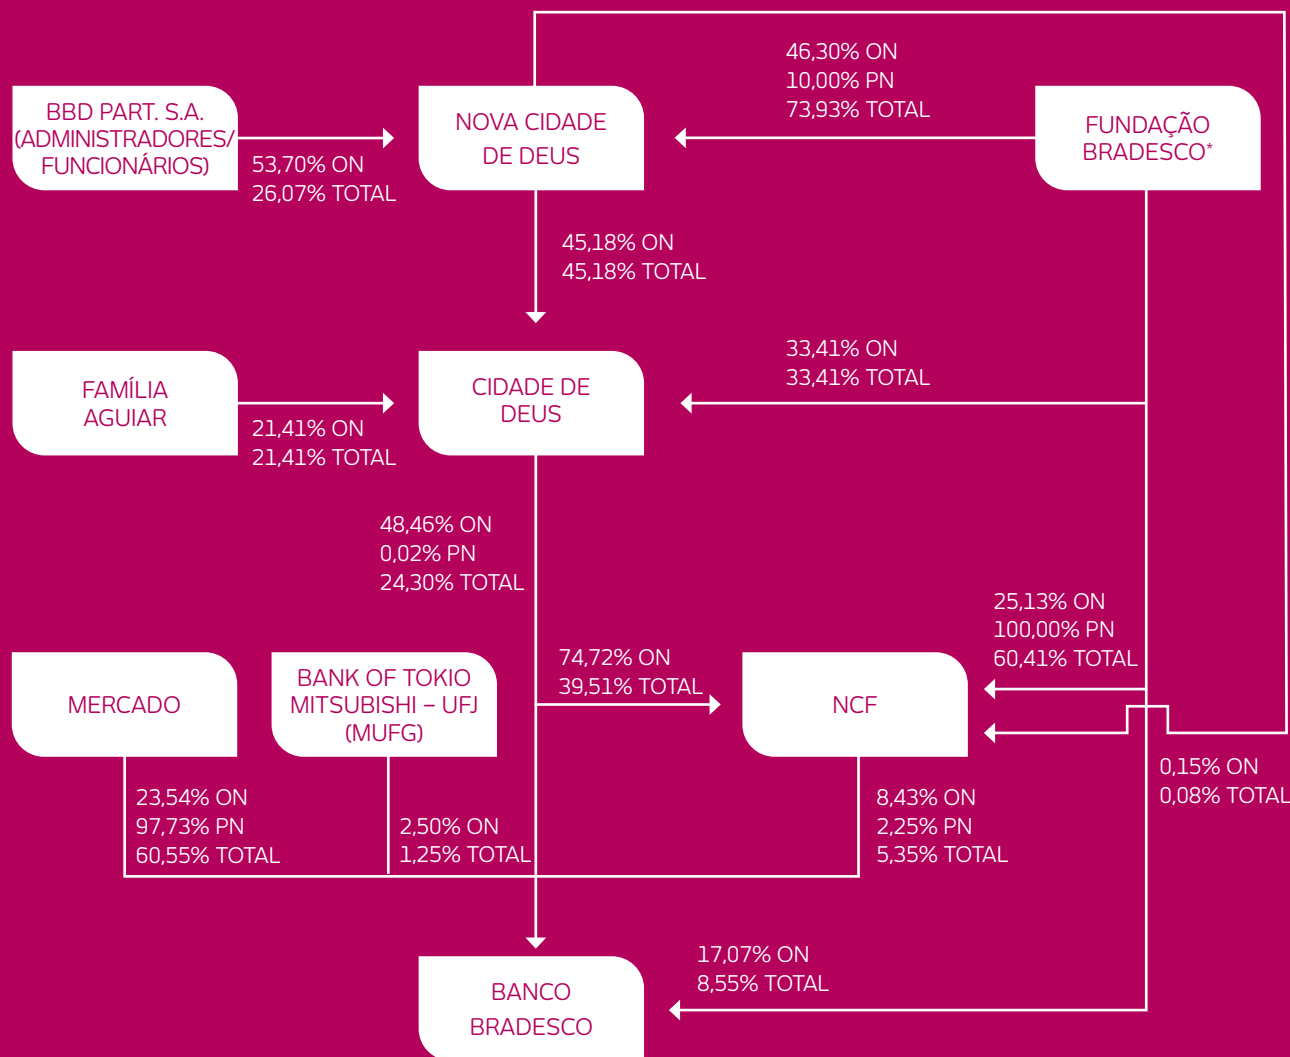 46,30% ON
10,00% PN
73,93% TOTAL
BBD PART. S.A.
(ADMINISTRADORES/
FUNCIONÁRIOS)
53,70% ON
26,07% TOTAL
NOVA CIDADE
DE DEUS
FUNDAÇÃO
BRADESCO*
45,18% ON
45,18% TOTAL
33,41% ON
33,41% TOTAL
FAMÍLIA
AGUIAR
21,41% ON
21,41% TOTAL
CIDADE DE
DEUS
48,46% ON
0,02% PN
24,30% TOTAL
25,13% ON
100,00% PN
60,41% TOTAL
74,72% ON
39,51% TOTAL
MERCADO
BANK OF TOKIO
MITSUBISHI – UFJ
(MUFG)
NCF
0,15% ON
0,08% TOTAL
23,54% ON
97,73% PN
60,55% TOTAL
2,50% ON
1,25% TOTAL
8,43% ON
2,25% PN
5,35% TOTAL
17,07% ON
8,55% TOTAL
BANCO
BRADESCO